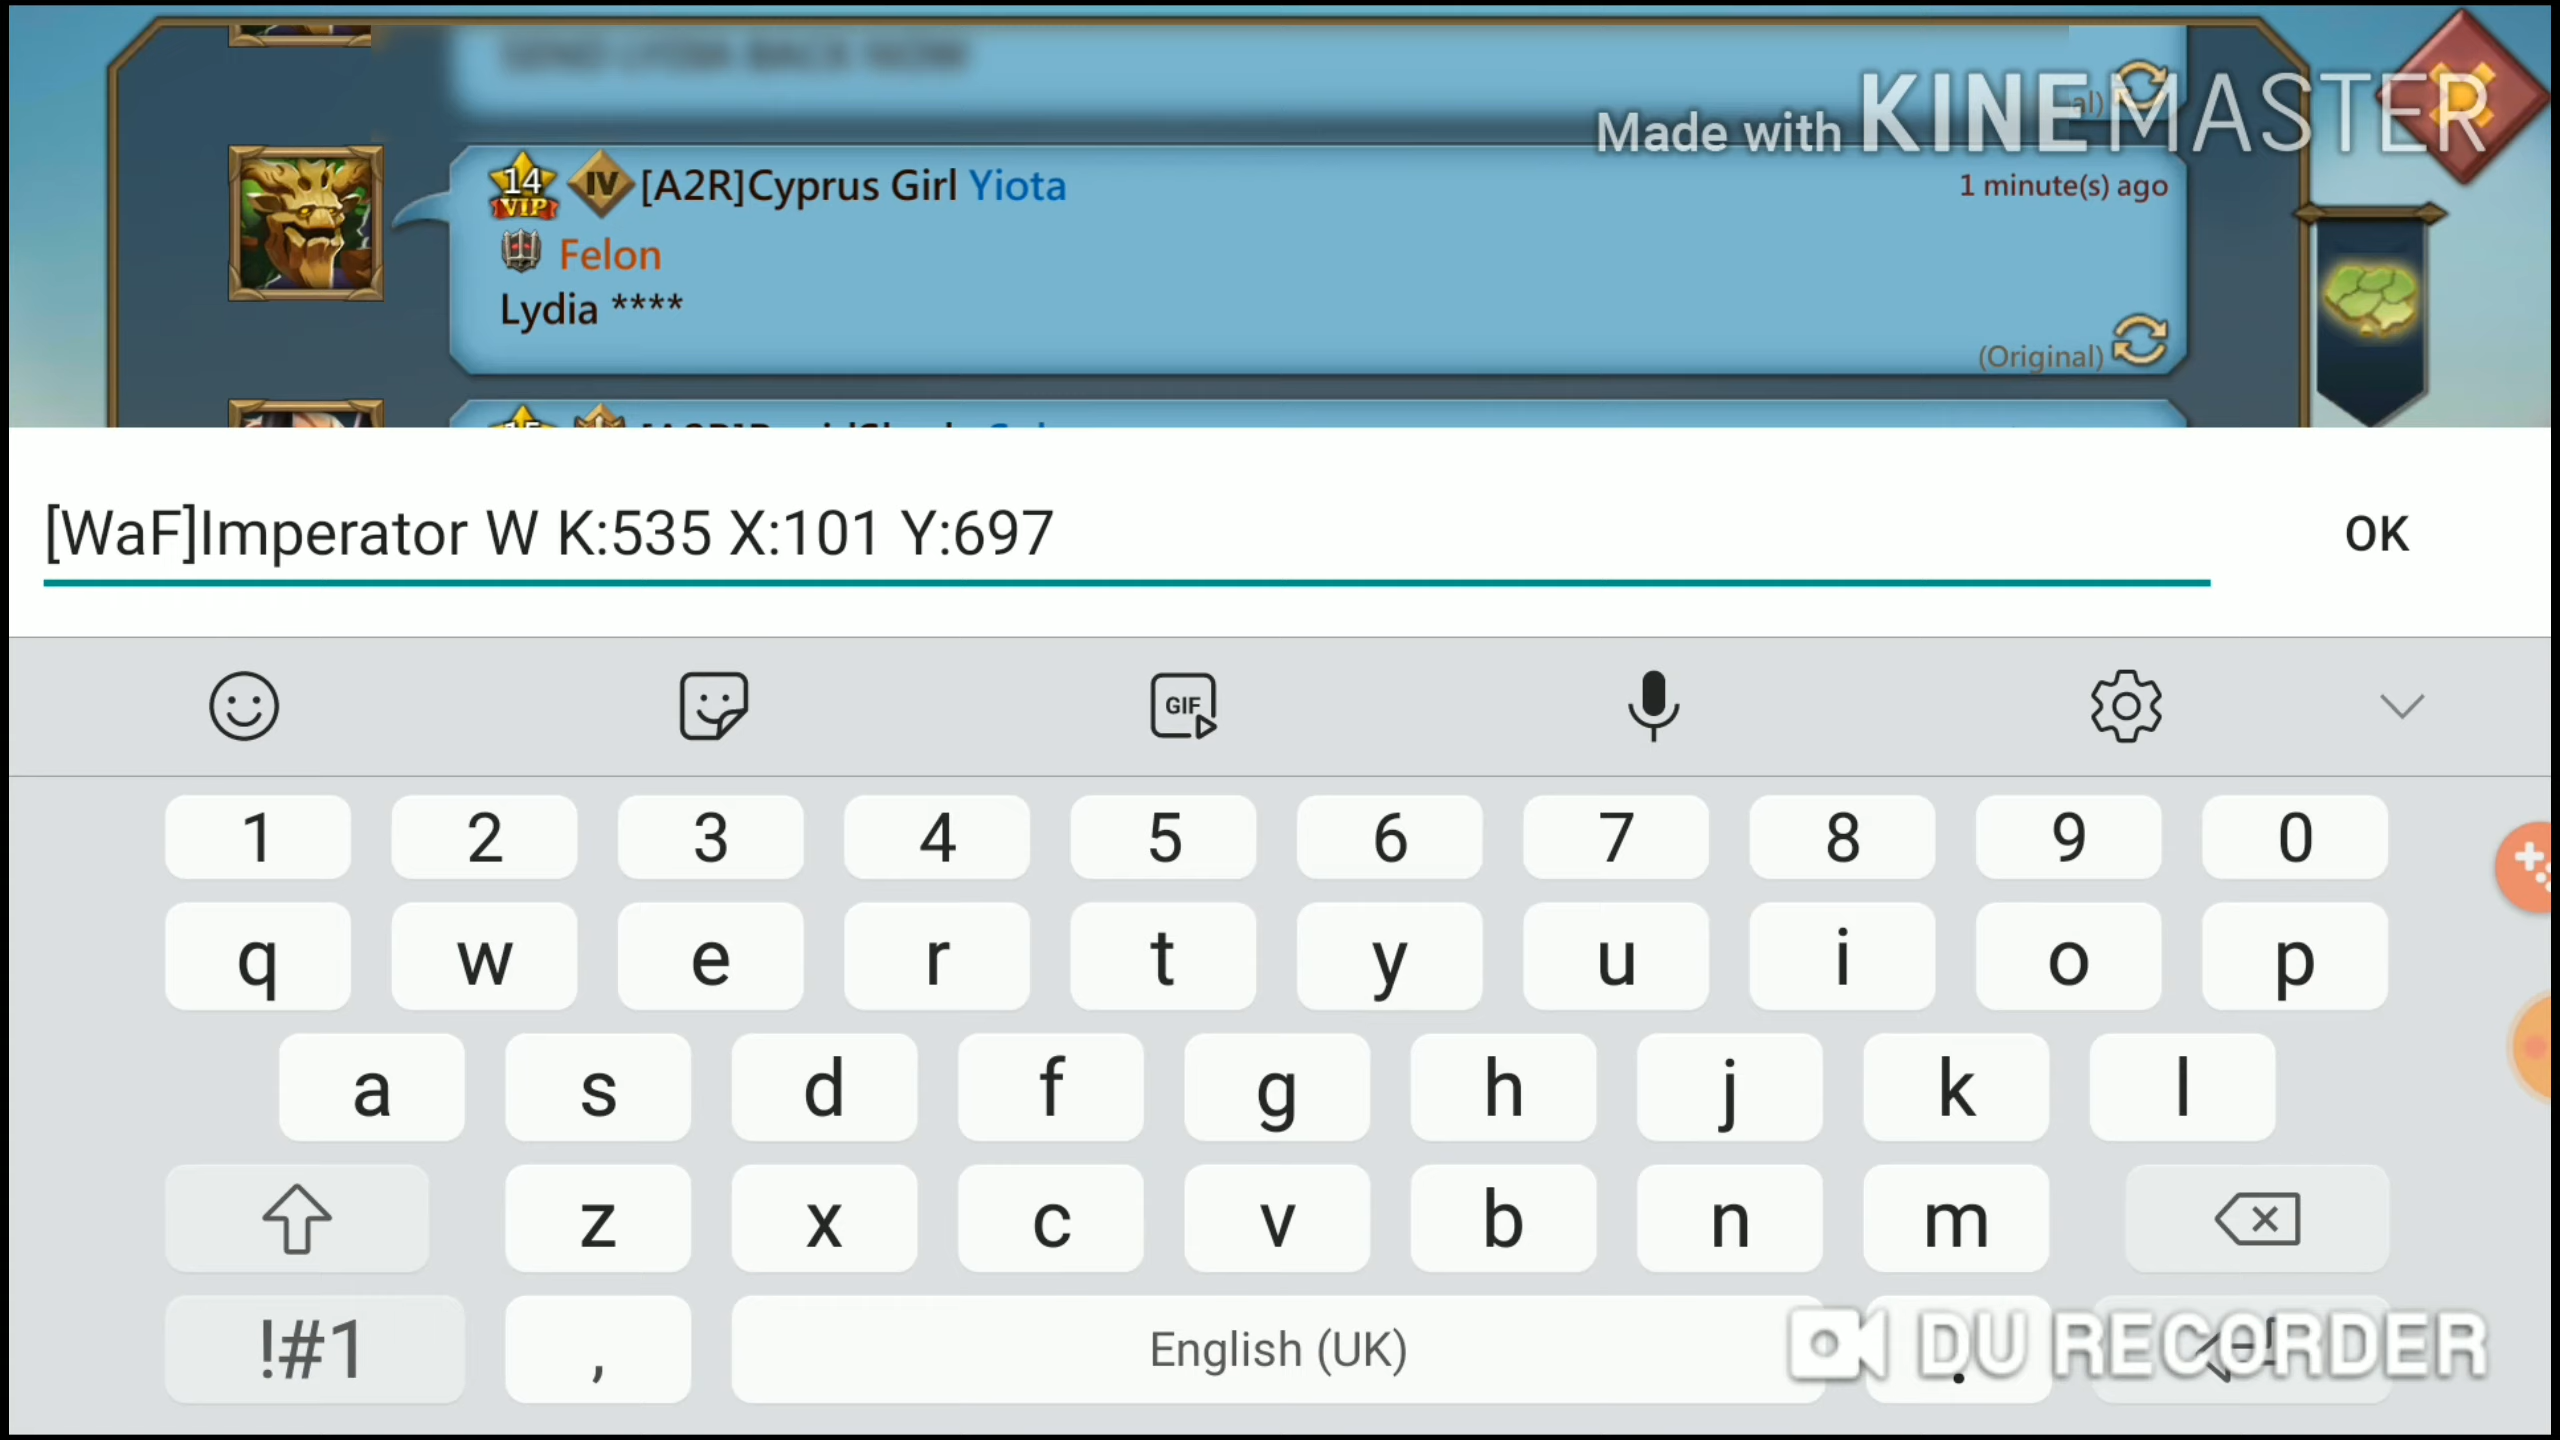 Made with KINEMASTER
al)
14 VIP IV [A2R]Cyprus Girl Yiota
1 minute(s) ago
Felon
Lydia ****
(Original)
[WaF]Imperator W K:535 X:101 Y:697
OK
GIF
1 2 3 4 5 6 7 8 9 0
q w e r t y u i o p
a s d f g h j k l
z x c v b n m
!#1 , English (UK) .
DU RECORDER